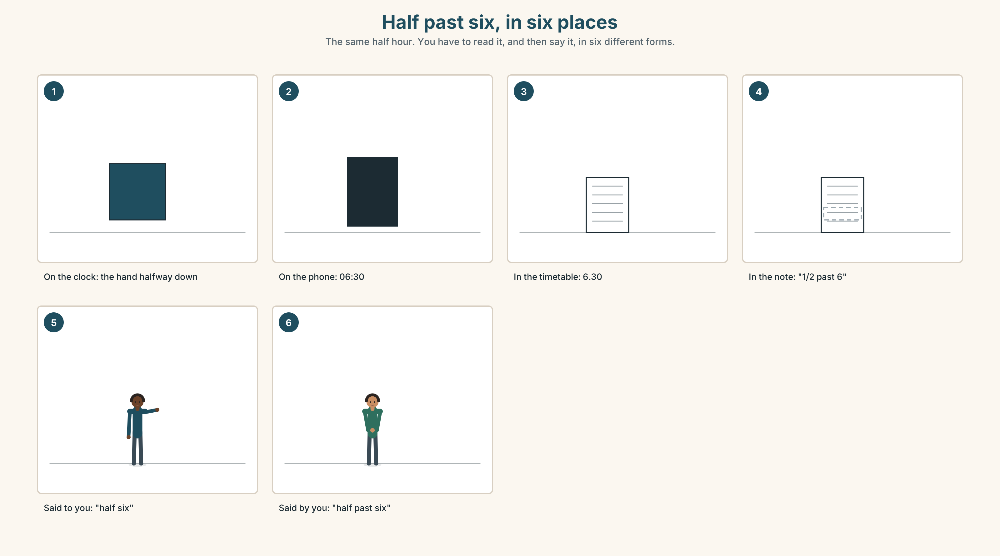 Half past six, in six places
The same half hour. You have to read it, and then say it, in six different forms.
1
2
3
4
On the clock: the hand halfway down
On the phone: 06:30
In the timetable: 6.30
In the note: "1/2 past 6"
5
6
Said to you: "half six"
Said by you: "half past six"